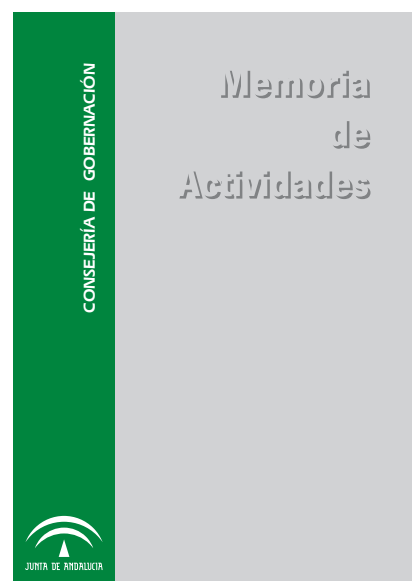 CONSEJERÍA DE GOBERNACIÓN
Memoria
de
Actividades
JUNTA DE ANDALUCIA